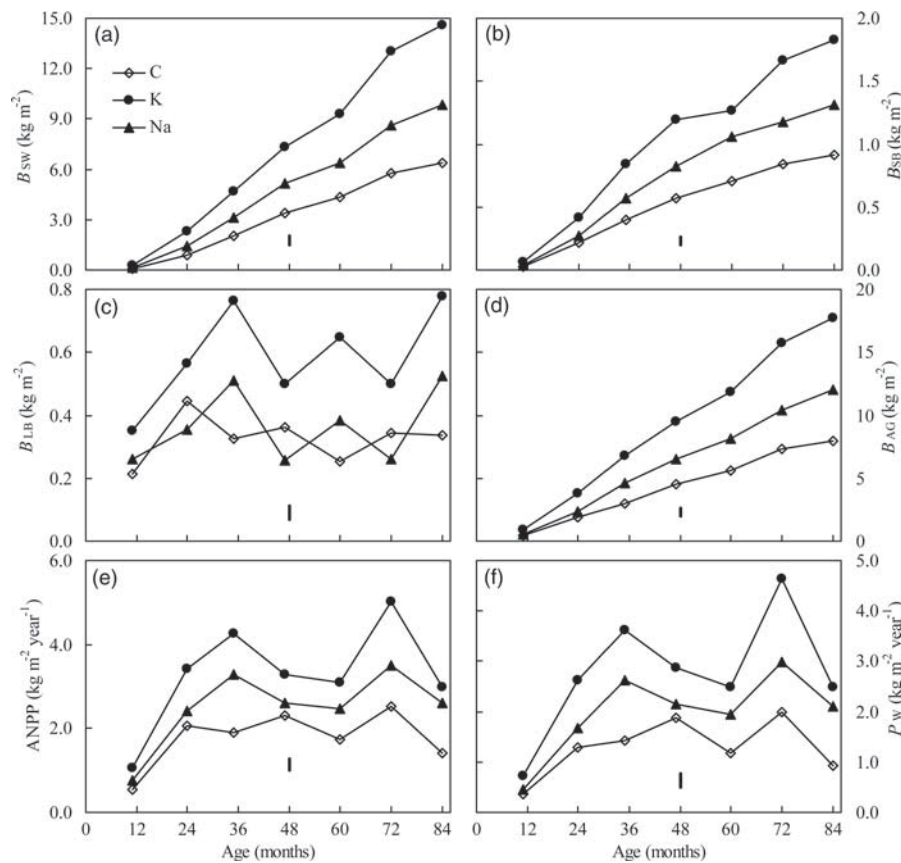 (a)
C
K
Na
B SW (kg m-2)
15.0
12.0
9.0
6.0
3.0
0.0
(b)
2.0
1.5
1.0
0.5
0.0
BSB (kg m-2)
(c)
B LB (kg m-2)
0.8
0.6
0.4
0.2
0.0
(d)
20
15
10
5
0
B AG (kg m-2)
(e)
ANPP (kg m-2 year-1)
6.0
4.0
2.0
0.0
0 12 24 36 48 60 72 84
Age (months)
(f)
5.0
4.0
3.0
2.0
1.0
0.0
P W (kg m-2 year-1)
0 12 24 36 48 60 72 84
Age (months)